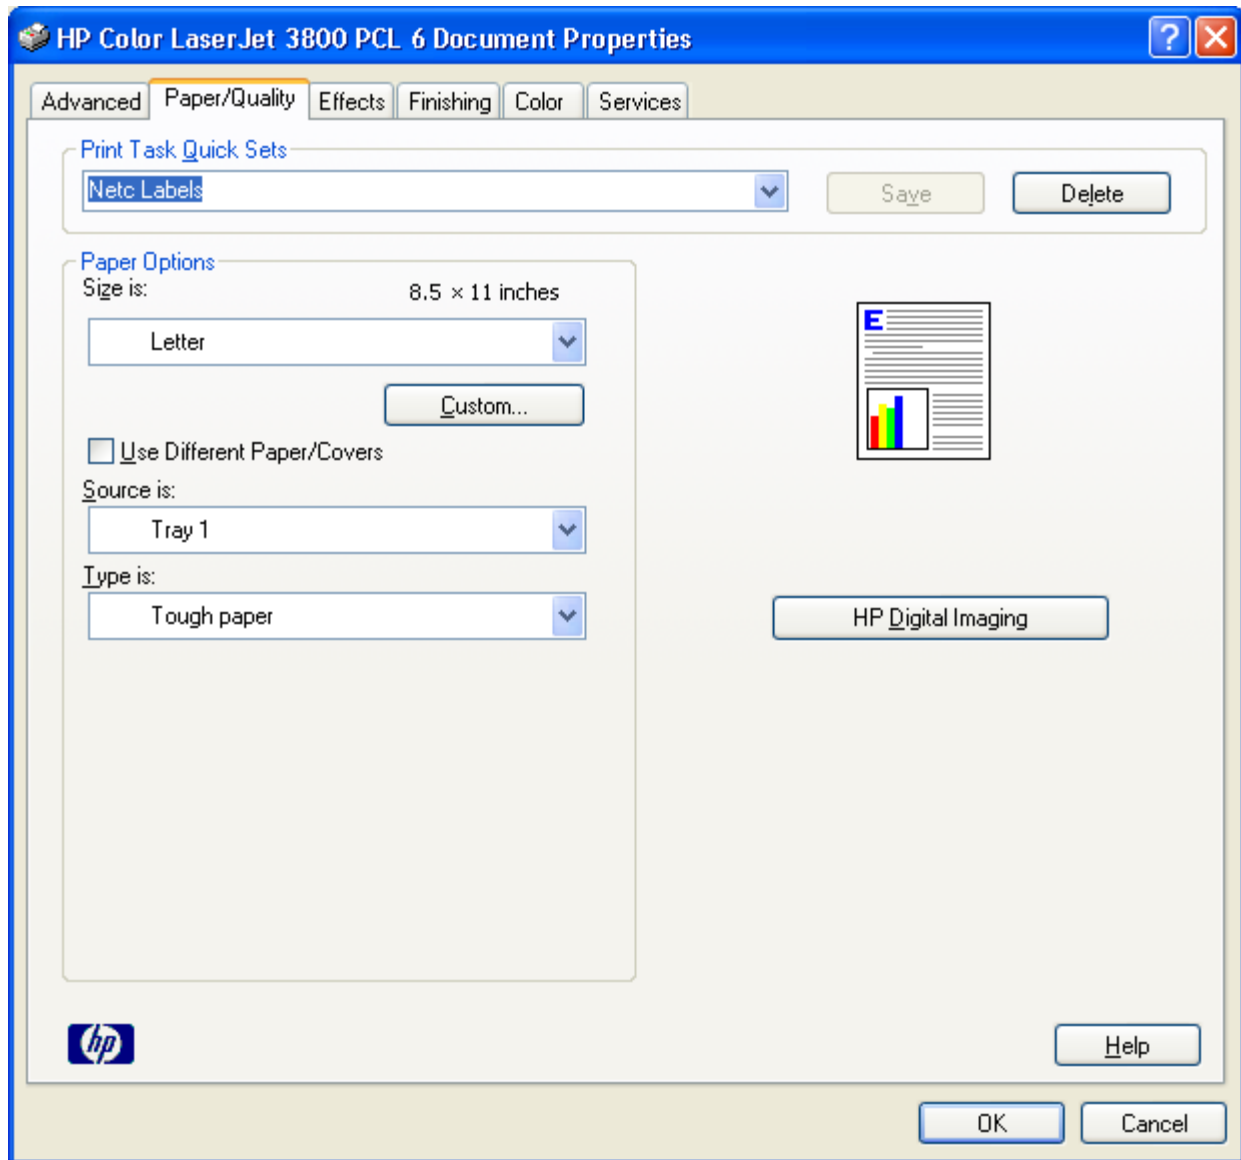 HP Color LaserJet 3800 PCL 6 Document Properties
Advanced Paper/Quality Effects Finishing Color Services
Print Task Quick Sets
Netc Labels Save Delete
Paper Options
Size is: 8.5 × 11 inches
Letter
Custom...
Use Different Paper/Covers
Source is:
Tray 1
Type is:
Tough paper
E
HP Digital Imaging
hp
Help
OK Cancel